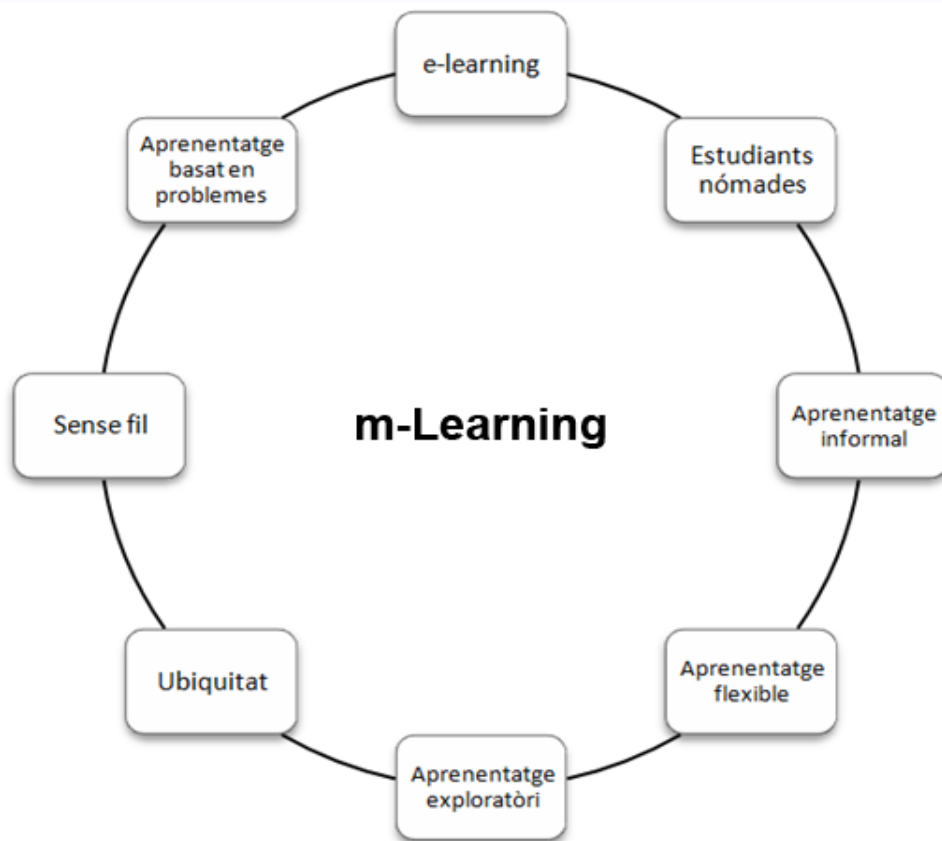 e-learning
Estudiants
nómades
Aprenentatge
informal
Aprenentatge
flexible
Aprenentatge
exploratòri
Ubiquitat
Sense fil
Aprenentatge
basat en
problemes
m-Learning